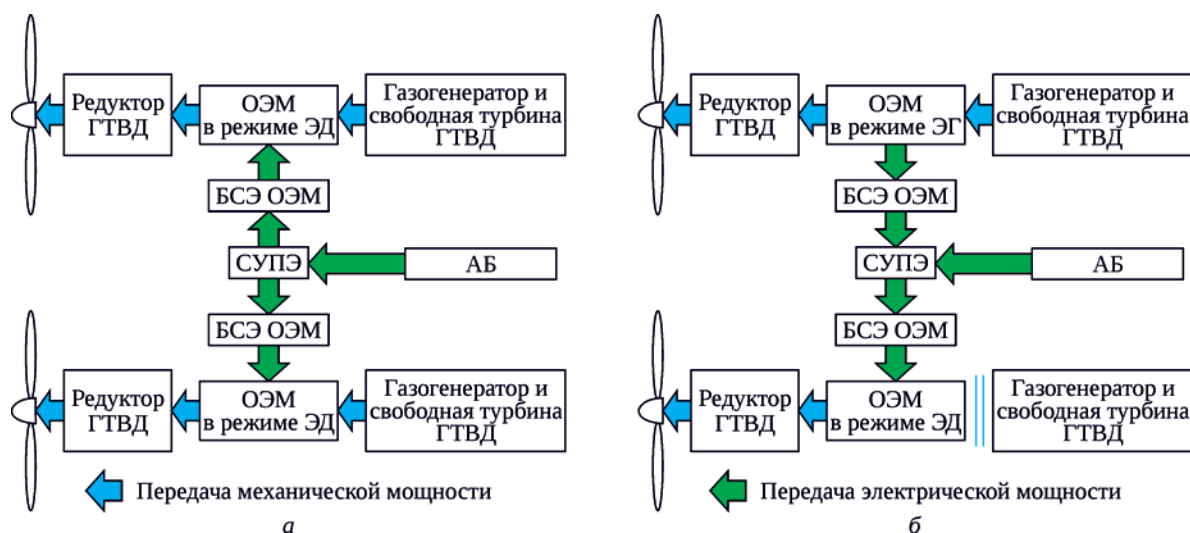 Редуктор
ГТВД
ОЭМ
в режиме ЭД
Газогенератор и
свободная турбина
ГТВД
БСЭ ОЭМ
СУПЭ
АБ
БСЭ ОЭМ
Редуктор
ГТВД
ОЭМ
в режиме ЭД
Газогенератор и
свободная турбина
ГТВД
Передача механической мощности
а
Редуктор
ГТВД
ОЭМ
в режиме ЭГ
Газогенератор и
свободная турбина
ГТВД
БСЭ ОЭМ
СУПЭ
АБ
БСЭ ОЭМ
Редуктор
ГТВД
ОЭМ
в режиме ЭД
Газогенератор и
свободная турбина
ГТВД
Передача электрической мощности
б